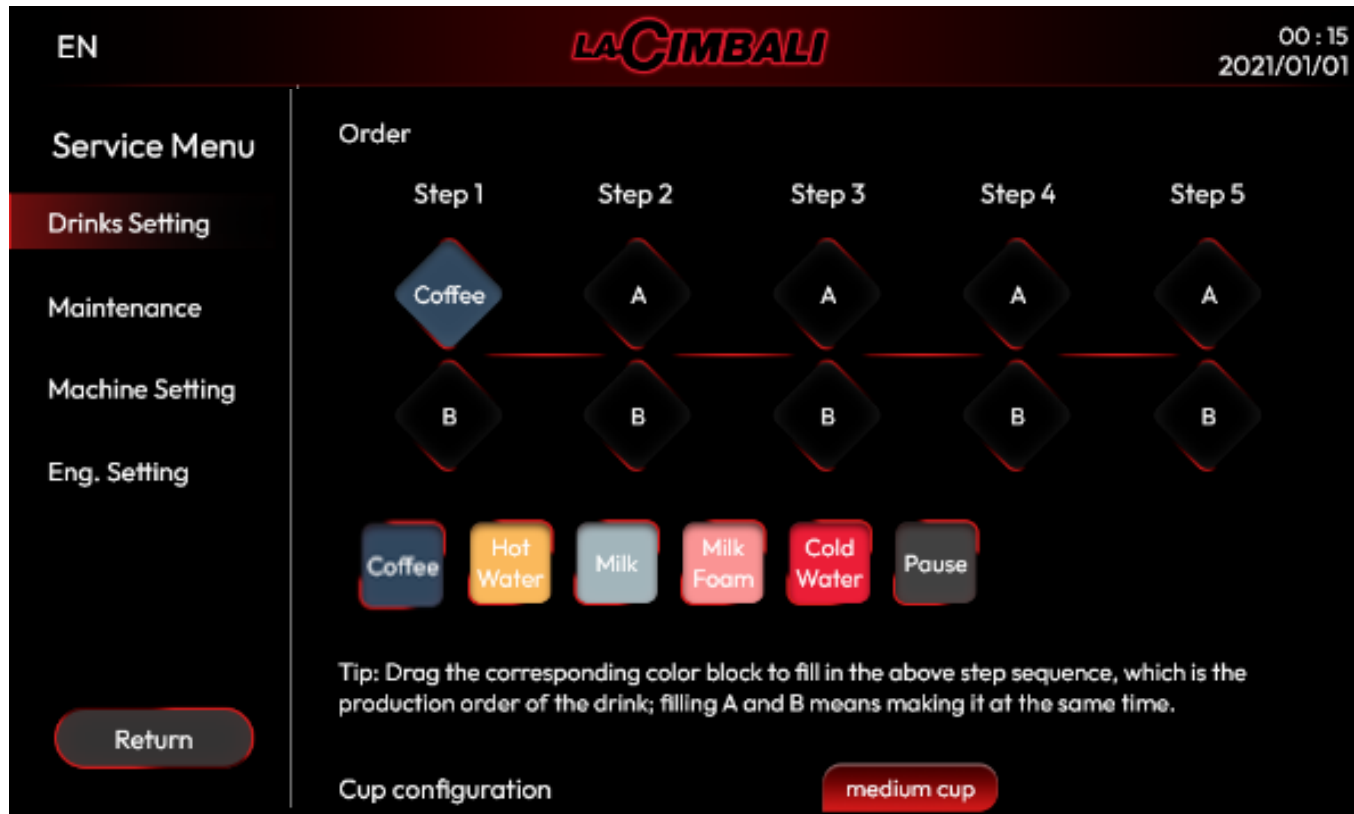 EN
LACIMBALI
00 : 15
2021/01/01
Service Menu
Drinks Setting
Maintenance
Machine Setting
Eng. Setting
Return
Order
Step 1 Step 2 Step 3 Step 4 Step 5
Coffee A A A A
B B B B B
Coffee
Hot
Water
Milk
Milk
Foam
Cold
Water
Pause
Tip: Drag the corresponding color block to fill in the above step sequence, which is the
production order of the drink; filling A and B means making it at the same time.
Cup configuration
medium cup